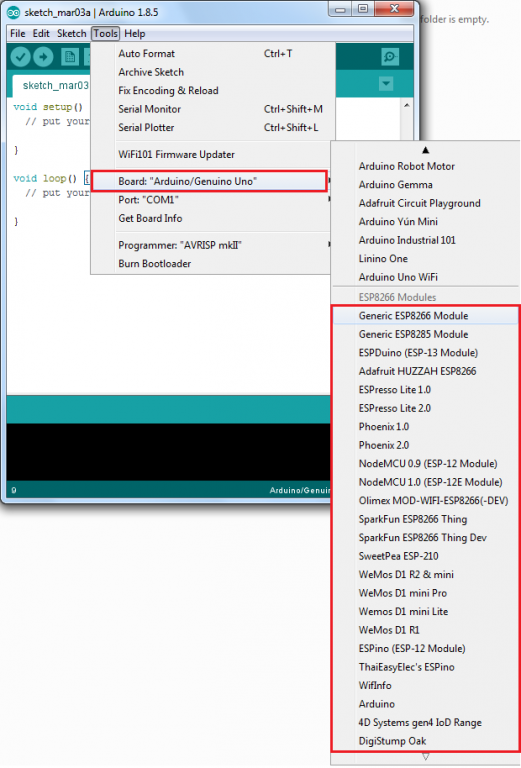 sketch_mar03a | Arduino 1.8.5
folder is empty.
File Edit Sketch Tools Help
sketch_mar03
void setup()
// put your
}
void loop() {
// put your
}
Auto Format Ctrl+T
Archive Sketch
Fix Encoding & Reload
Serial Monitor Ctrl+Shift+M
Serial Plotter Ctrl+Shift+L
WiFi101 Firmware Updater
Board: "Arduino/Genuino Uno"
Port: "COM1"
Get Board Info
Programmer: "AVRISP mkII"
Burn Bootloader
Arduino Robot Motor
Arduino Gemma
Adafruit Circuit Playground
Arduino Yún Mini
Arduino Industrial 101
Linino One
Arduino Uno WiFi
ESP8266 Modules
Generic ESP8266 Module
Generic ESP8285 Module
ESPDuino (ESP-13 Module)
Adafruit HUZZAH ESP8266
ESPresso Lite 1.0
ESPresso Lite 2.0
Phoenix 1.0
Phoenix 2.0
NodeMCU 0.9 (ESP-12 Module)
NodeMCU 1.0 (ESP-12E Module)
Olimex MOD-WIFI-ESP8266(-DEV)
SparkFun ESP8266 Thing
SparkFun ESP8266 Thing Dev
SweetPea ESP-210
WeMos D1 R2 & mini
WeMos D1 mini Pro
Wemos D1 mini Lite
WeMos D1 R1
ESPino (ESP-12 Module)
ThaiEasyElec's ESPino
WifInfo
Arduino
4D Systems gen4 IoD Range
DigiStump Oak
9 Arduino/Genuin